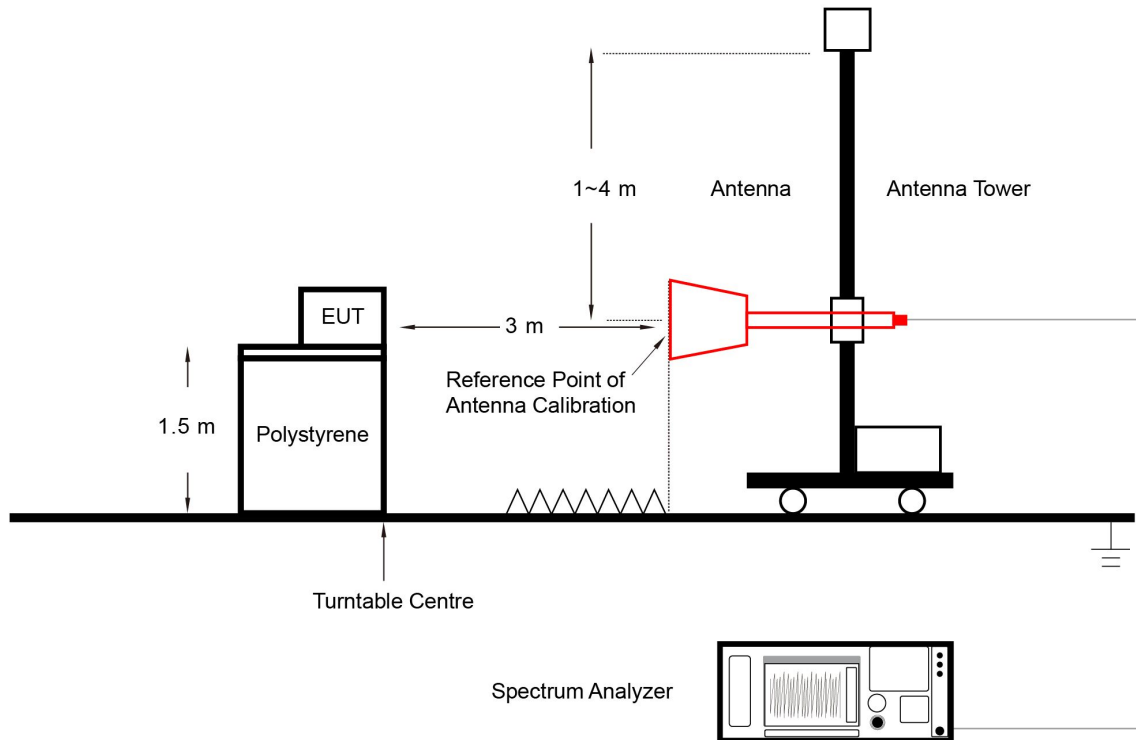 1~4 m
Antenna
Antenna Tower
EUT
3 m
Reference Point of
Antenna Calibration
1.5 m
Polystyrene
Turntable Centre
Spectrum Analyzer